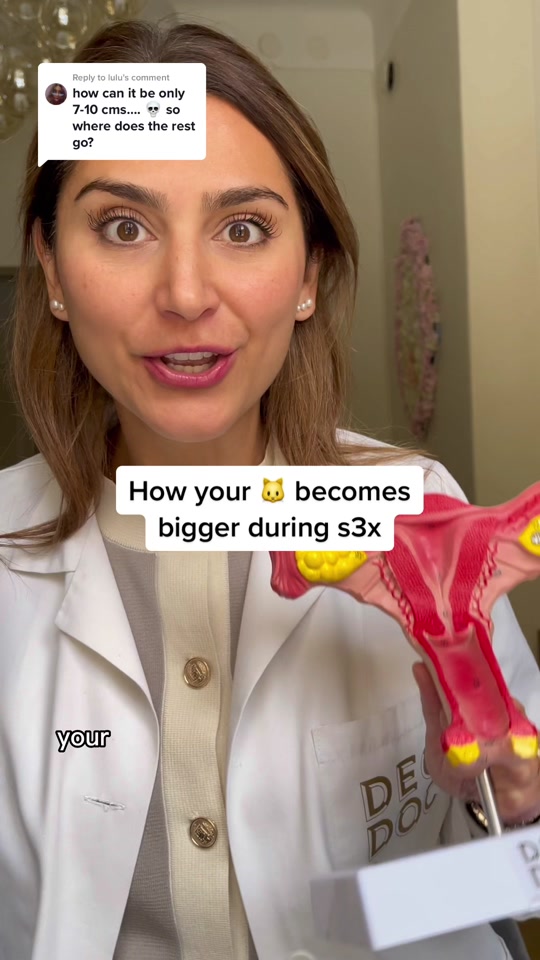 Reply to lulu's comment
how can it be only
7-10 cms.... 💀 so
where does the rest
go?
How your 🐱 becomes
bigger during s3x
your